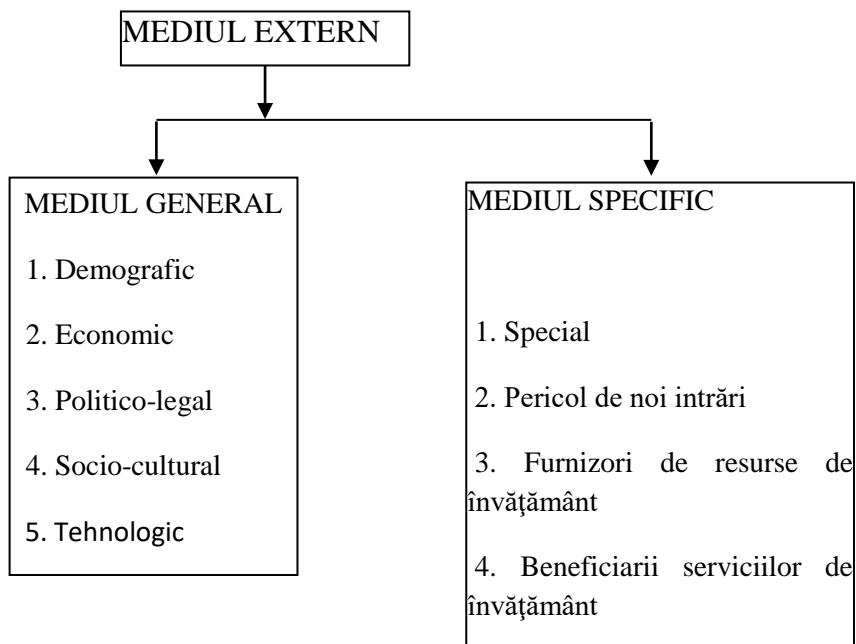 MEDIUL EXTERN
MEDIUL GENERAL
1. Demografic
2. Economic
3. Politico-legal
4. Socio-cultural
5. Tehnologic
MEDIUL SPECIFIC
1. Special
2. Pericol de noi intrări
3. Furnizori de resurse de
învăţământ
4. Beneficiarii serviciilor de
învăţământ